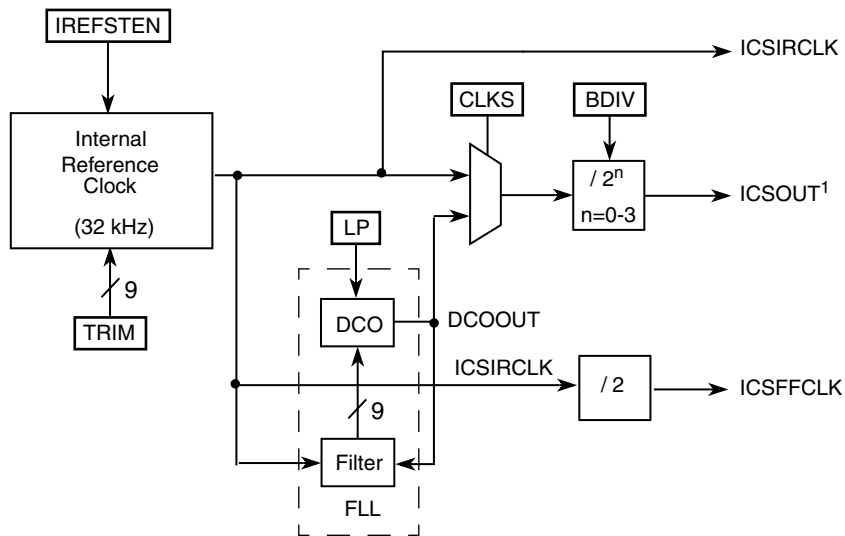 IREFSTEN
ICSIRCLK
CLKS
BDIV
Internal
Reference
Clock
(32 kHz)
/ 2ⁿ
n=0-3
ICSOUT¹
LP
9
TRIM
DCO
DCOOUT
ICSIRCLK
/ 2
ICSFFCLK
9
Filter
FLL